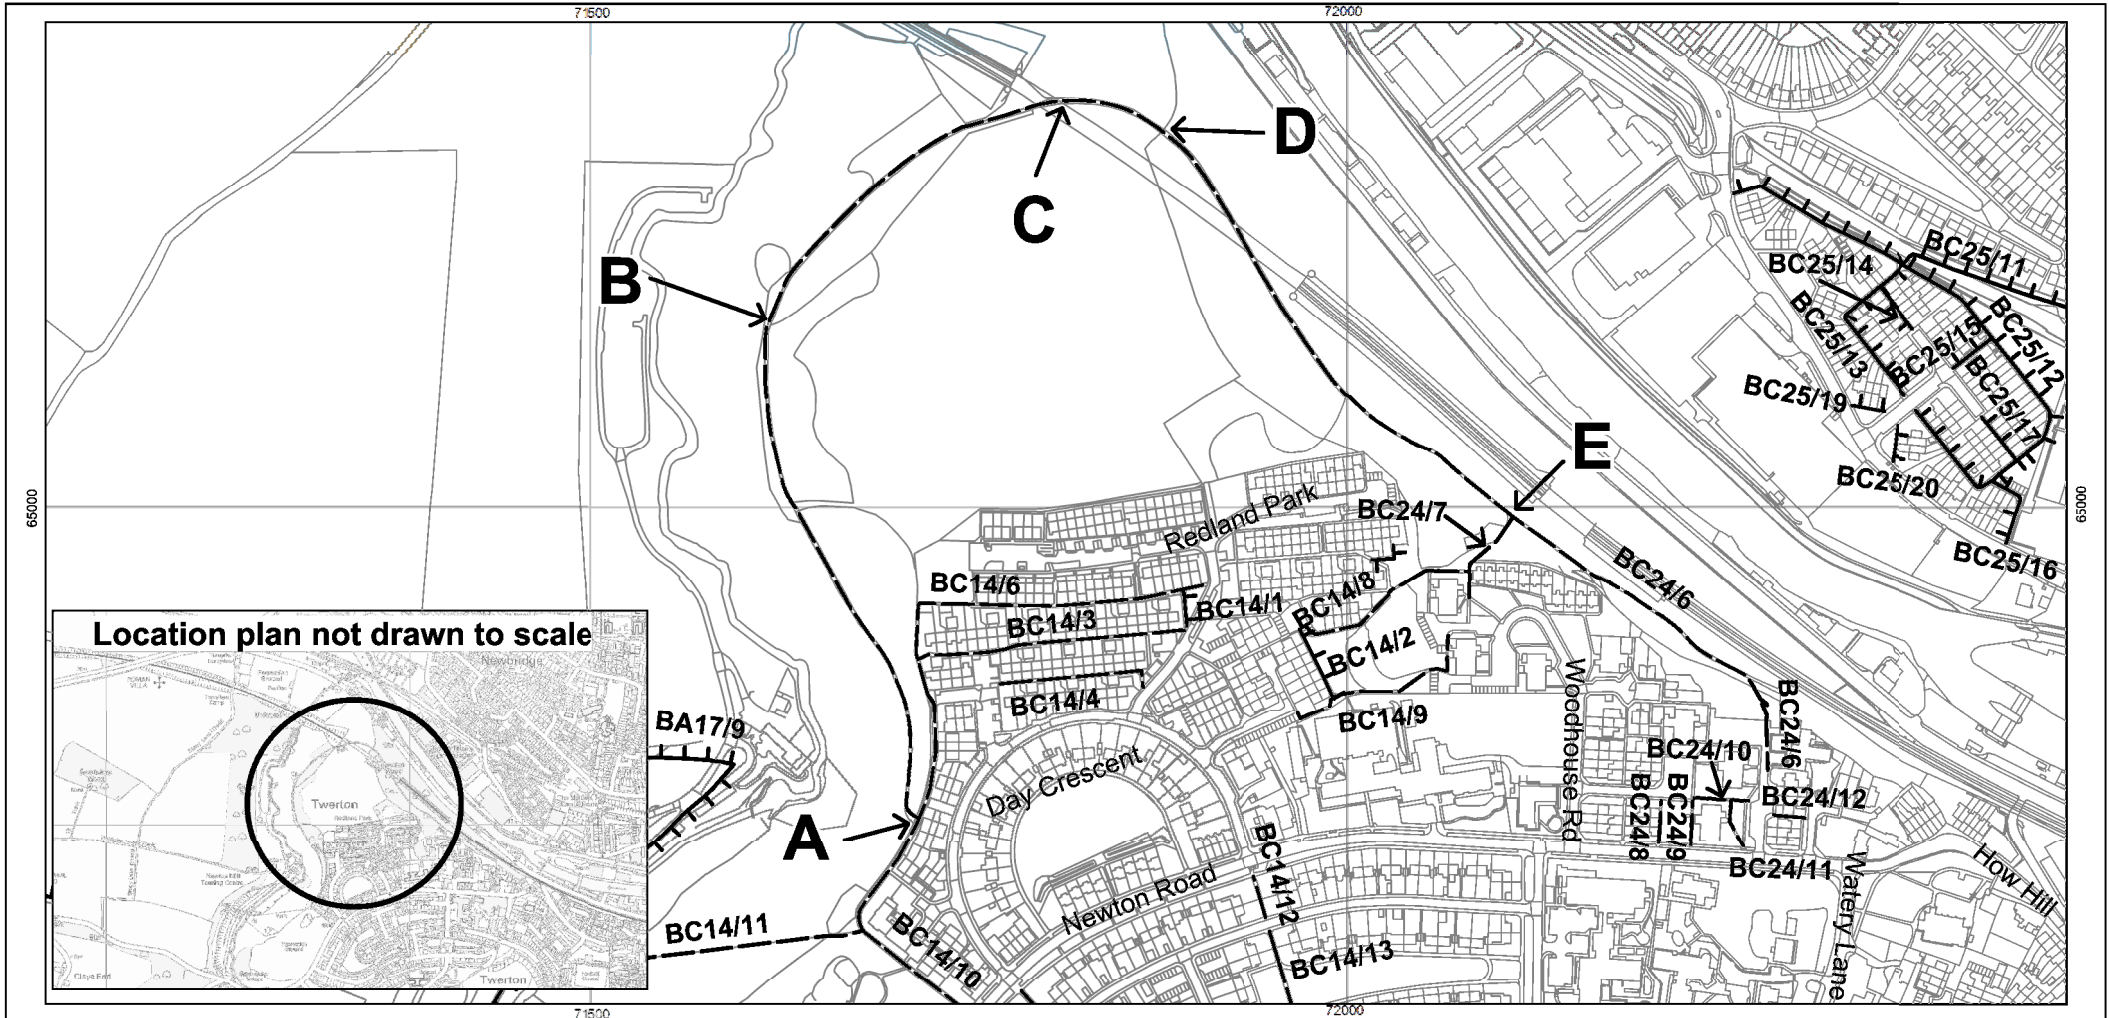 71500
72000
D
C
B
BC25/11
BC25/14
BC25/12
BC25/13
BC25/15
BC25/17
BC25/19
E
BC25/20
65000
65000
Redland Park
BC24/7
BC25/16
BC14/6
BC14/8
BC24/6
BC14/1
BC14/3
Location plan not drawn to scale
Newbridge
BC14/2
BC14/4
BC14/9
Woodhouse Rd
BC24/6
BA17/9
BC24/10
Day Crescent
BC24/8
BC24/9
BC24/12
Twerton
A
BC14/12
BC24/11
Watery Lane
How Hill
Newton Road
BC14/11
BC14/10
BC14/13
Twerton
71500
72000